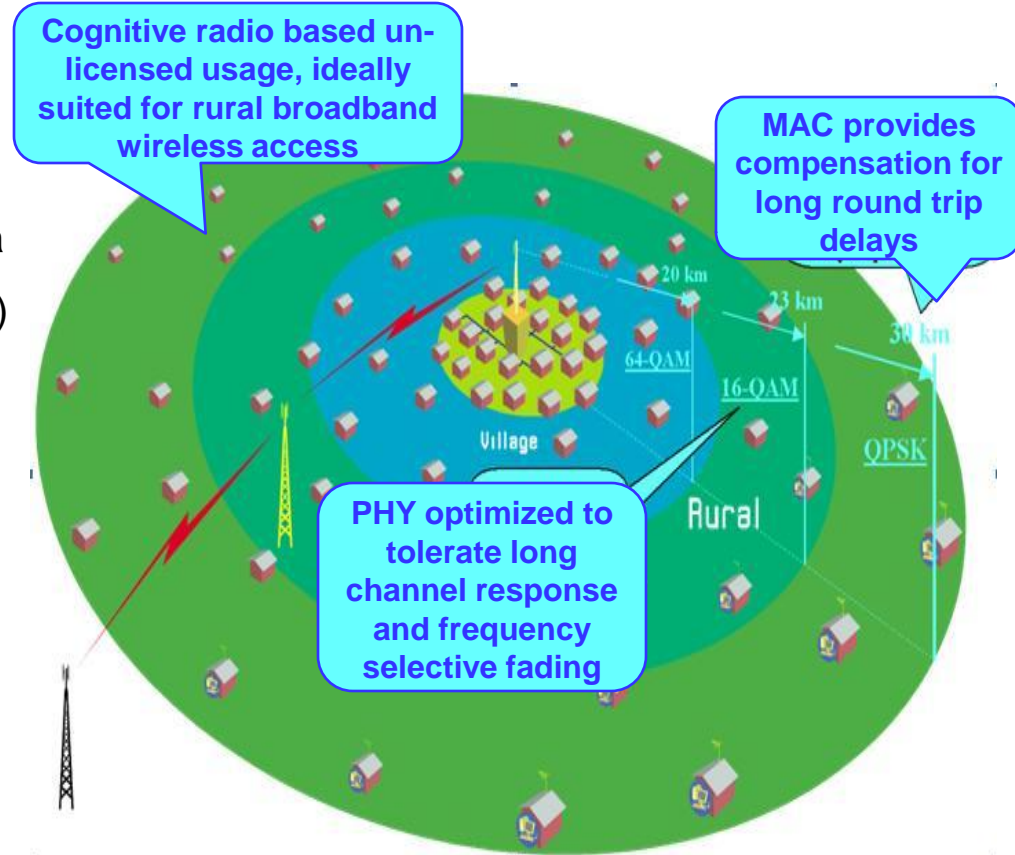 Cognitive radio based un-
licensed usage, ideally
suited for rural broadband
wireless access
MAC provides
compensation for
long round trip
delays
)
20 km
23 km
30 km
64-QAM
16-QAM
QPSK
Village
Rural
PHY optimized to
tolerate long
channel response
and frequency
selective fading